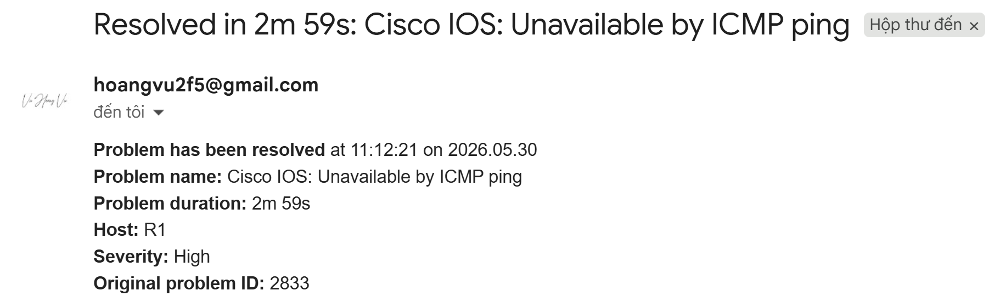 Resolved in 2m 59s: Cisco IOS: Unavailable by ICMP ping Hộp thư đến ×
hoangvu2f5@gmail.com
Vu Hoang Vu
đến tôi
Problem has been resolved at 11:12:21 on 2026.05.30
Problem name: Cisco IOS: Unavailable by ICMP ping
Problem duration: 2m 59s
Host: R1
Severity: High
Original problem ID: 2833